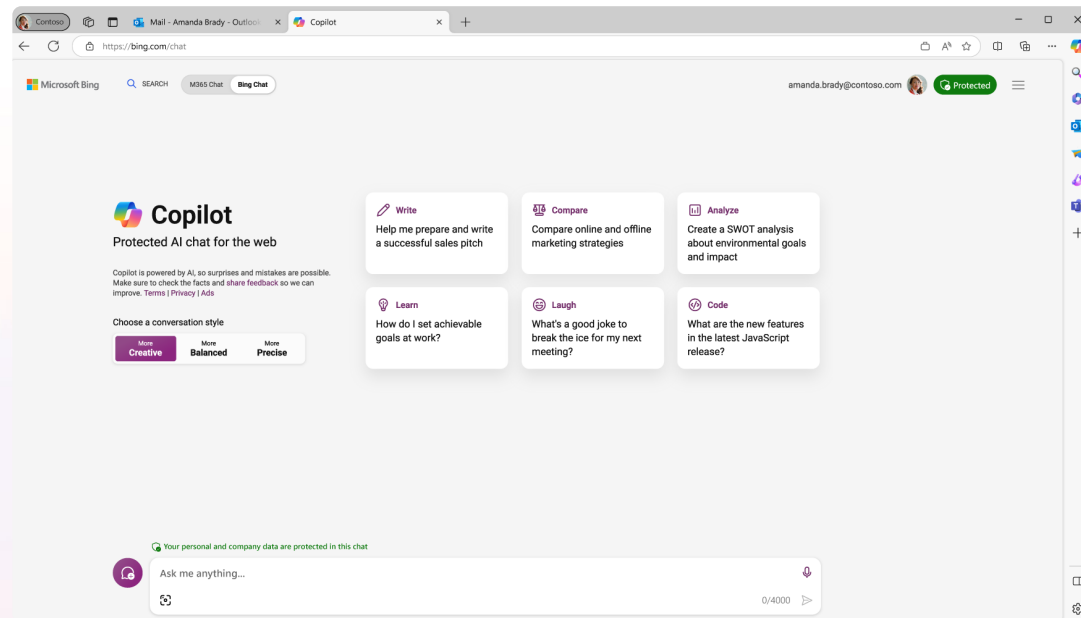 Contoso
Mail - Amanda Brady - Outlook
Copilot
https://bing.com/chat
Microsoft Bing
SEARCH
M365 Chat
Bing Chat
amanda.brady@contoso.com
Protected
Copilot
Protected AI chat for the web
Copilot is powered by AI, so surprises and mistakes are possible.
Make sure to check the facts and share feedback so we can
improve. Terms | Privacy | Ads
Choose a conversation style
More
Creative
More
Balanced
More
Precise
Write
Help me prepare and write
a successful sales pitch
Compare
Compare online and offline
marketing strategies
Analyze
Create a SWOT analysis
about environmental goals
and impact
Learn
How do I set achievable
goals at work?
Laugh
What's a good joke to
break the ice for my next
meeting?
Code
What are the new features
in the latest JavaScript
release?
Your personal and company data are protected in this chat
Ask me anything...
0/4000